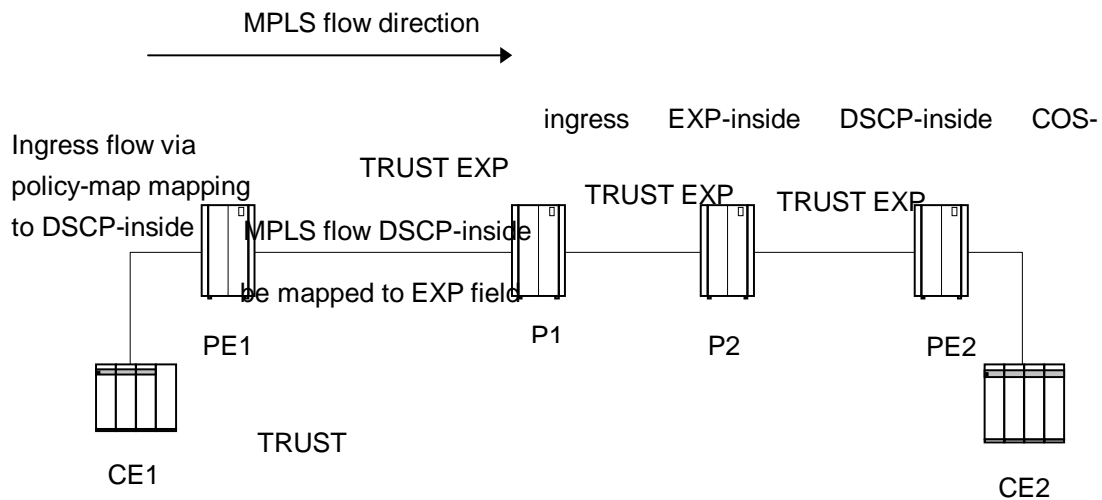 MPLS flow direction
ingress EXP-inside DSCP-inside COS-
Ingress flow via
policy-map mapping
to DSCP-inside
TRUST EXP
TRUST EXP
TRUST EXP
MPLS flow DSCP-inside
be mapped to EXP field
PE1
P1
P2
PE2
TRUST
CE1
CE2